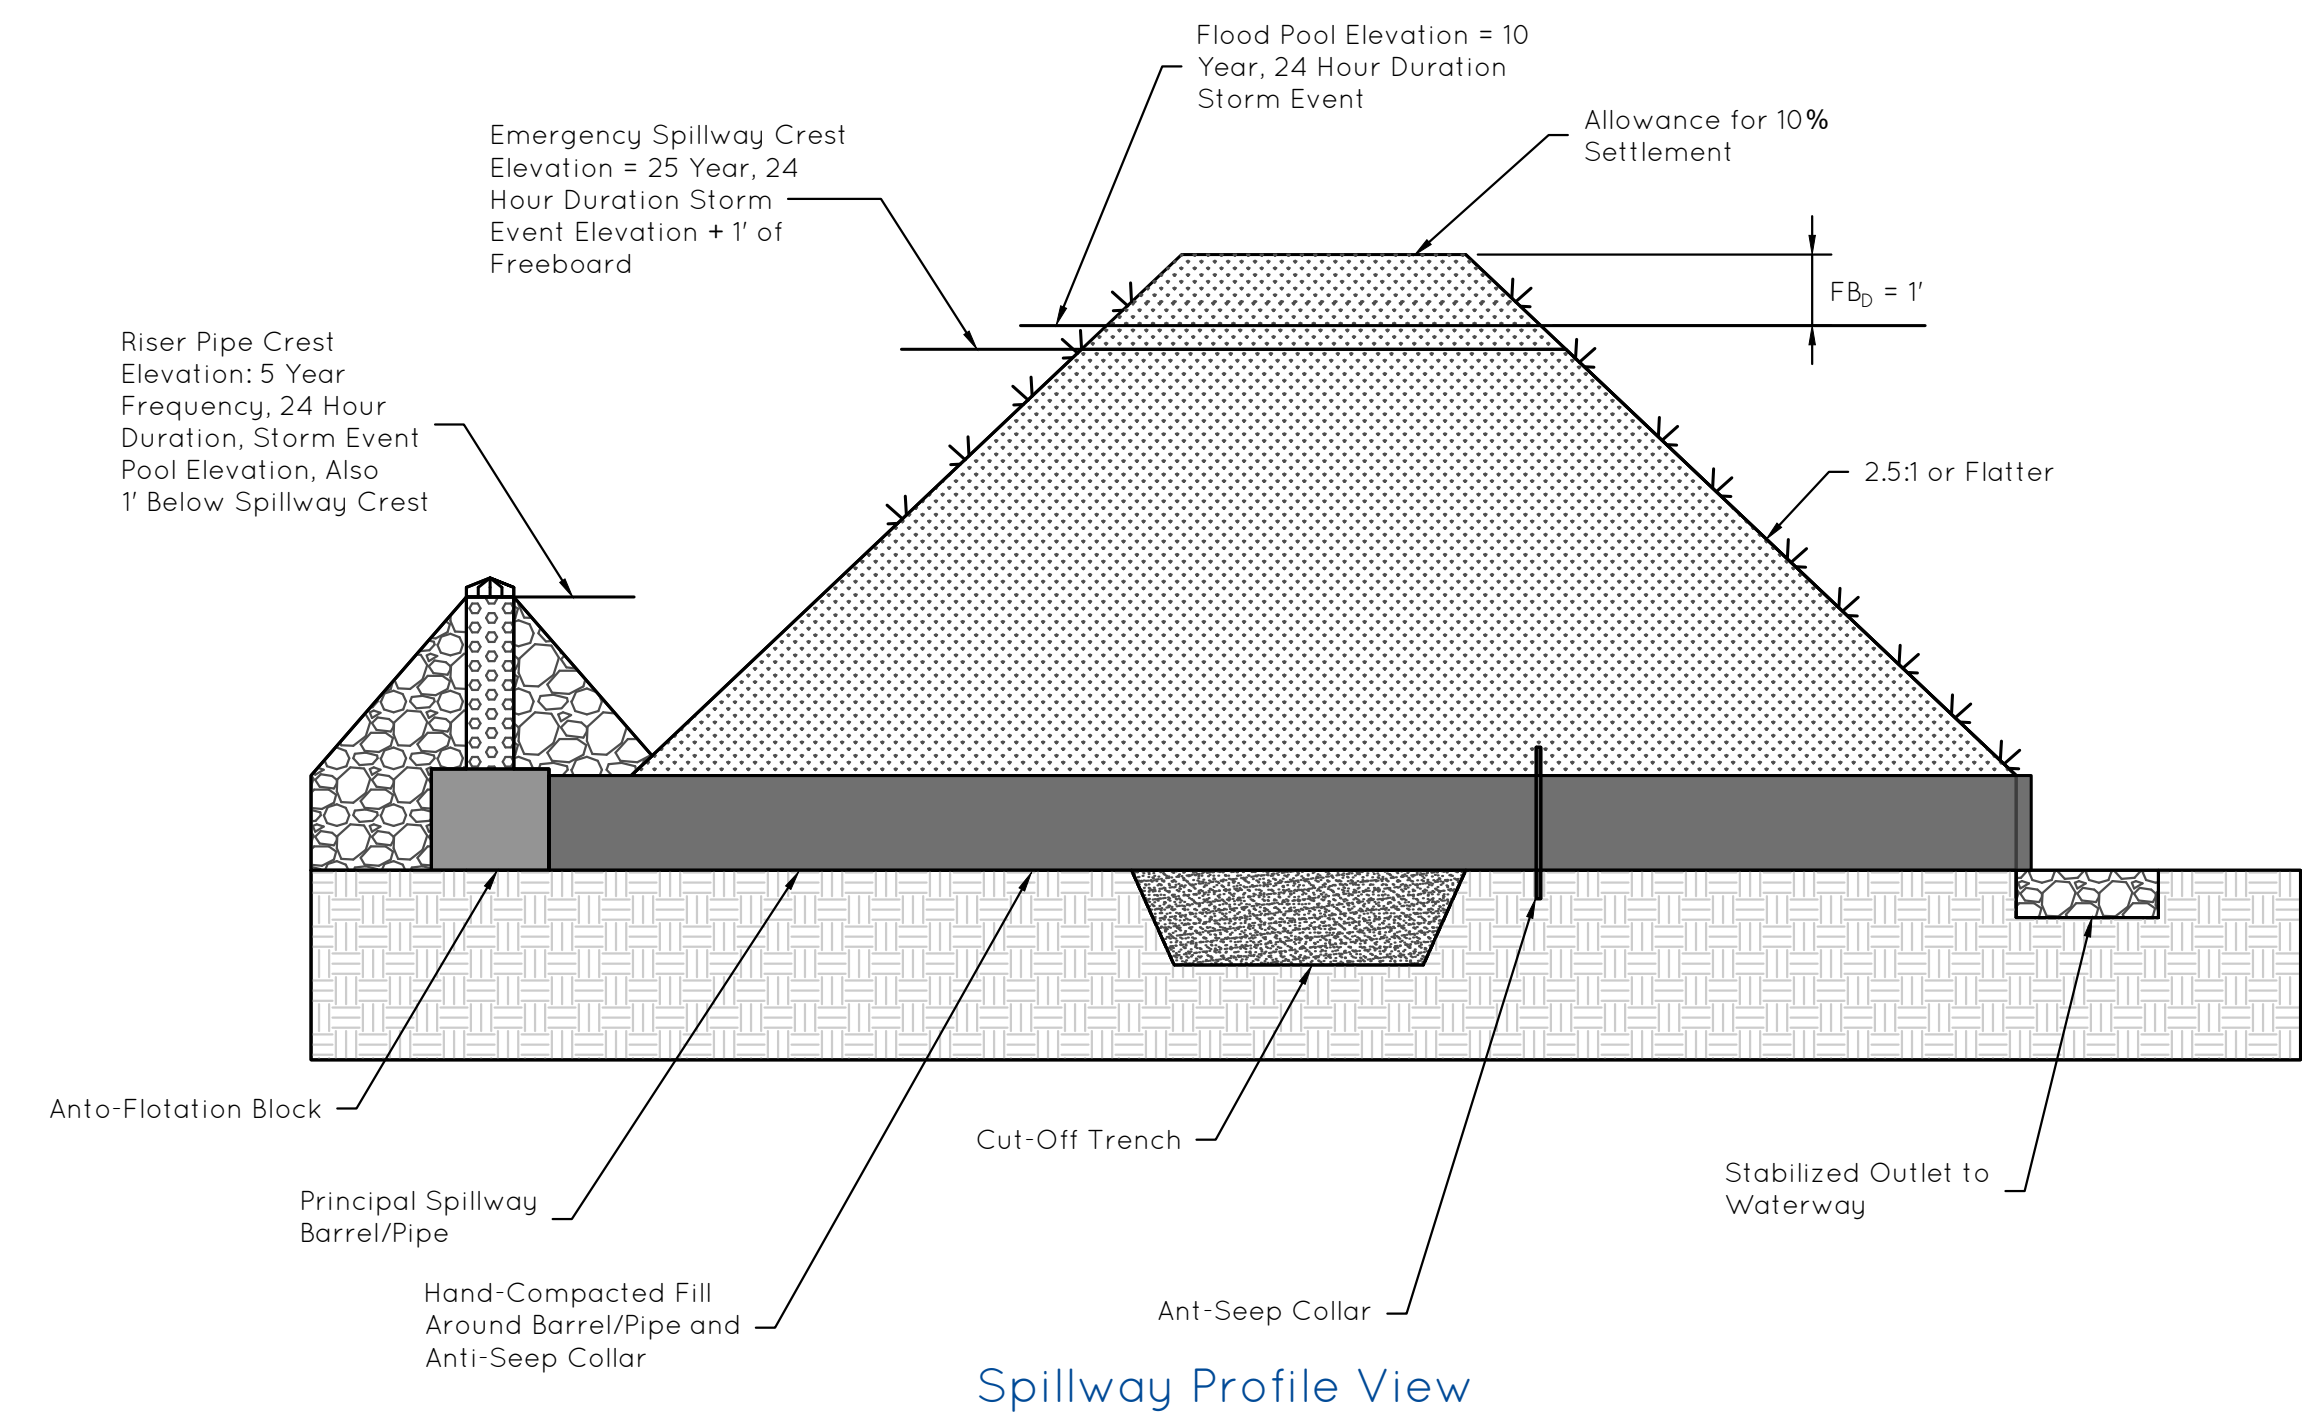 Flood Pool Elevation = 10
Year, 24 Hour Duration
Storm Event
Emergency Spillway Crest
Elevation = 25 Year, 24
Hour Duration Storm
Event Elevation + 1' of
Freeboard
Allowance for 10%
Settlement
FB_D = 1'
Riser Pipe Crest
Elevation: 5 Year
Frequency, 24 Hour
Duration, Storm Event
Pool Elevation, Also
1' Below Spillway Crest
2.5:1 or Flatter
Anto-Flotation Block
Cut-Off Trench
Stabilized Outlet to
Waterway
Principal Spillway
Barrel/Pipe
Hand-Compacted Fill
Around Barrel/Pipe and
Anti-Seep Collar
Ant-Seep Collar
Spillway Profile View